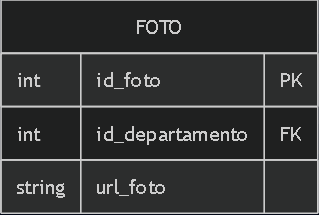 FOTO
int id_foto PK
int id_departamento FK
string url_foto